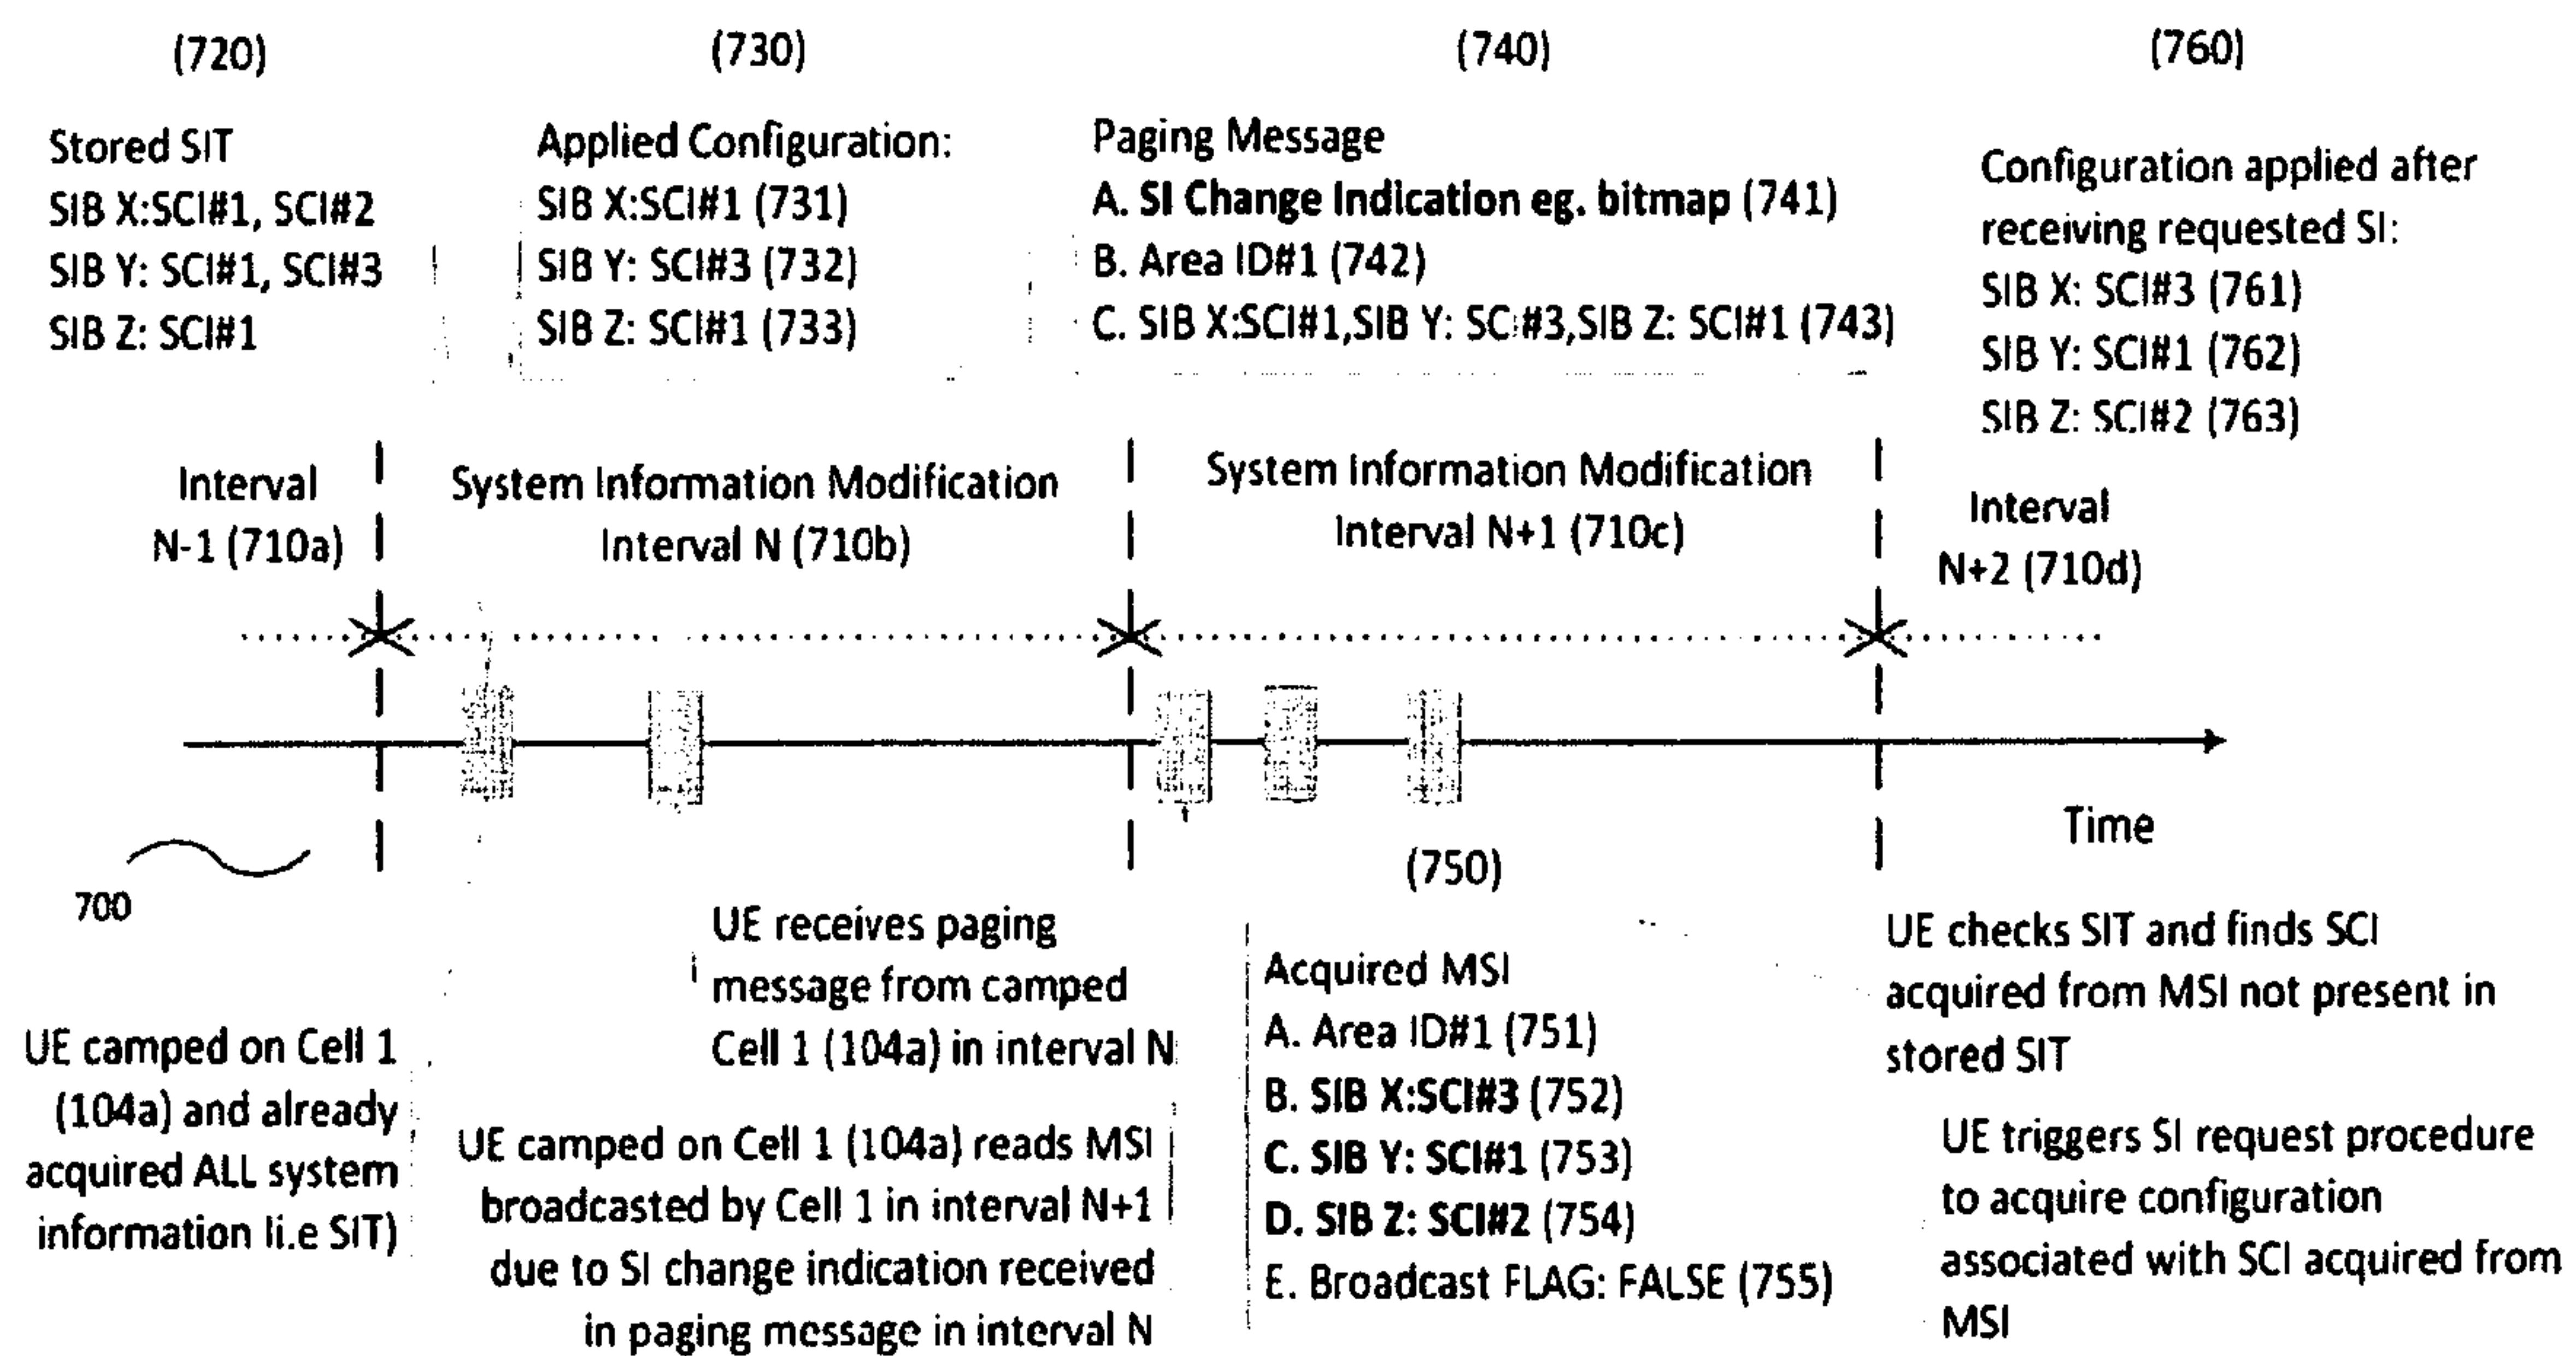 (720)
Stored SIT
SIB X:SCI#1, SCI#2
SIB Y: SCI#1, SCI#3
SIB Z: SCI#1
(730)
Applied Configuration:
SIB X:SCI#1 (731)
SIB Y: SCI#3 (732)
SIB Z: SCI#1 (733)
(740)
Paging Message
A. SI Change Indication eg. bitmap (741)
B. Area ID#1 (742)
C. SIB X:SCI#1,SIB Y: SCI#3,SIB Z: SCI#1 (743)
(760)
Configuration applied after
receiving requested SI:
SIB X: SCI#3 (761)
SIB Y: SCI#1 (762)
SIB Z: SCI#2 (763)
Interval
N-1 (710a)
System Information Modification
Interval N (710b)
System Information Modification
Interval N+1 (710c)
Interval
N+2 (710d)
Time
700
UE camped on Cell 1
(104a) and already
acquired ALL system
information Ii.e SIT)
UE receives paging
message from camped
Cell 1 (104a) in interval N
UE camped on Cell 1 (104a) reads MSI
broadcasted by Cell 1 in interval N+1
due to SI change indication received
in paging message in interval N
(750)
Acquired MSI
A. Area ID#1 (751)
B. SIB X:SCI#3 (752)
C. SIB Y: SCI#1 (753)
D. SIB Z: SCI#2 (754)
E. Broadcast FLAG: FALSE (755)
UE checks SIT and finds SCI
acquired from MSI not present in
stored SIT
UE triggers SI request procedure
to acquire configuration
associated with SCI acquired from
MSI